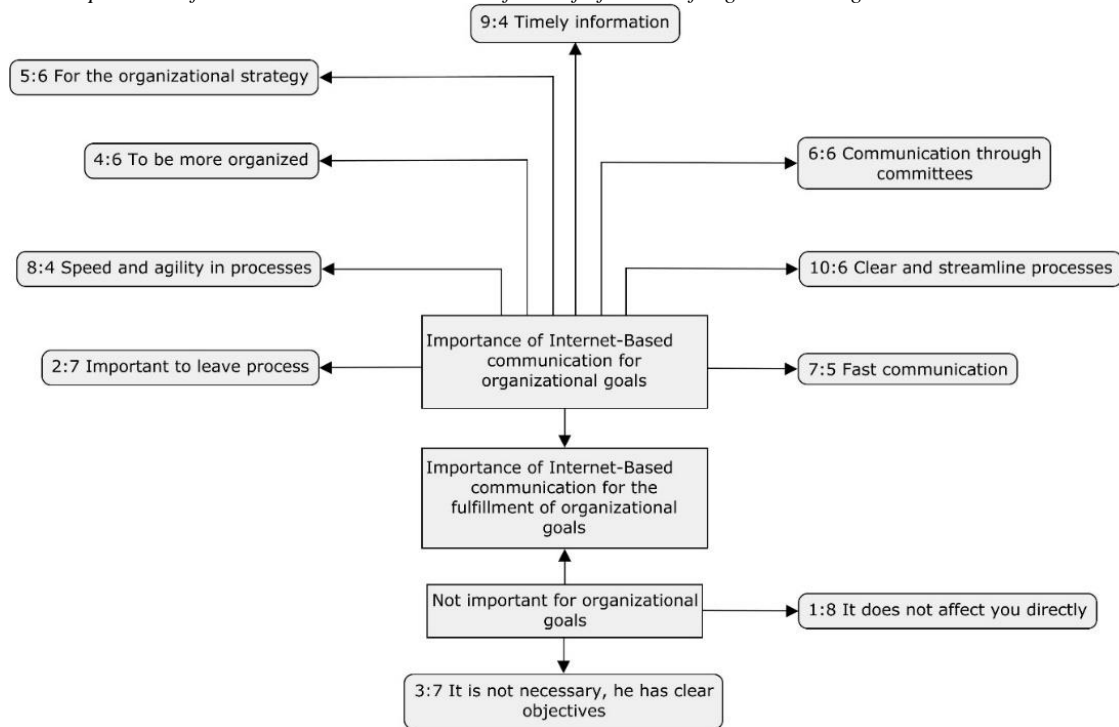 9:4 Timely information
5:6 For the organizational strategy
4:6 To be more organized
6:6 Communication through
committees
8:4 Speed and agility in processes
10:6 Clear and streamline processes
Importance of Internet-Based
communication for
organizational goals
2:7 Important to leave process
7:5 Fast communication
Importance of Internet-Based
communication for the
fulfillment of organizational
goals
Not important for organizational
goals
1:8 It does not affect you directly
3:7 It is not necessary, he has clear
objectives